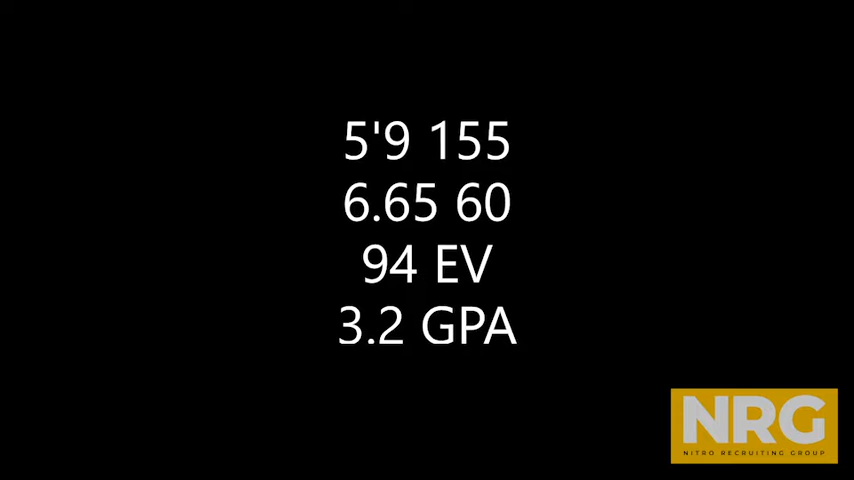 5'9 155
6.65 60
94 EV
3.2 GPA
NRG
NITRO RECRUITING GROUP